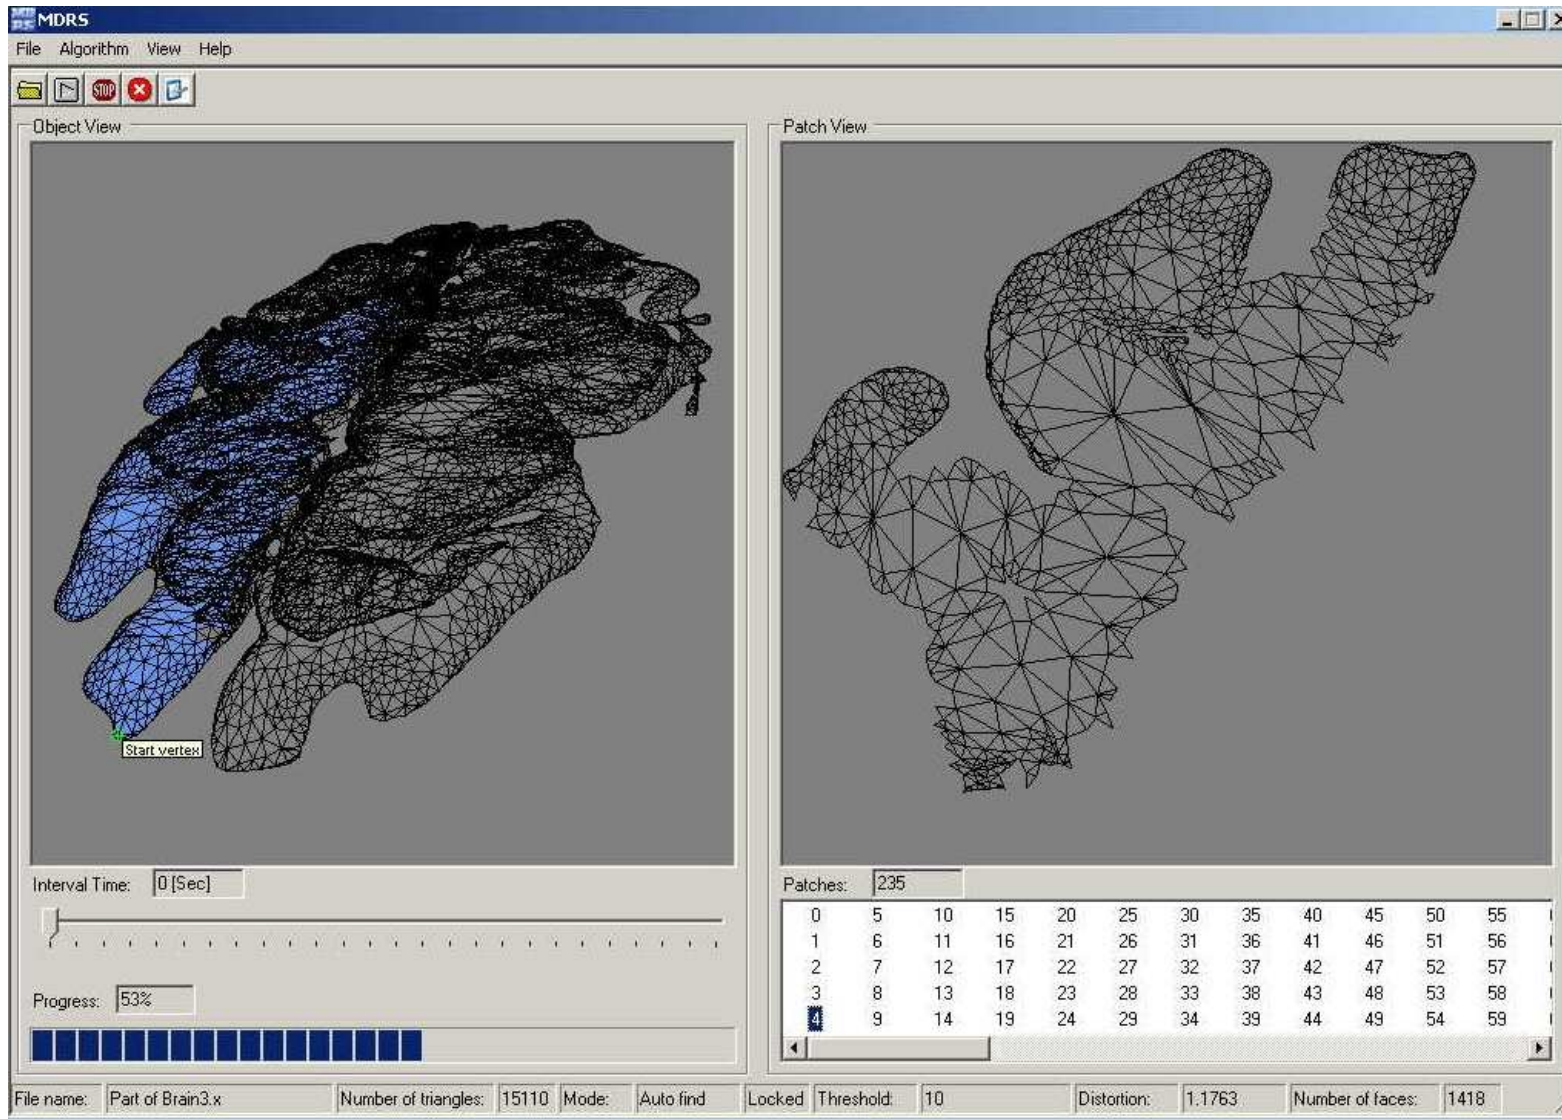 MDRS
File Algorithm View Help
STOP
Object View
Patch View
Start vertex
Interval Time: 0 [Sec]
Patches: 235
0 5 10 15 20 25 30 35 40 45 50 55
1 6 11 16 21 26 31 36 41 46 51 56
2 7 12 17 22 27 32 37 42 47 52 57
3 8 13 18 23 28 33 38 43 48 53 58
4 9 14 19 24 29 34 39 44 49 54 59
Progress: 53%
File name: Part of Brain3.x Number of triangles: 15110 Mode: Auto find Locked Threshold: 10 Distortion: 1.1763 Number of faces: 1418